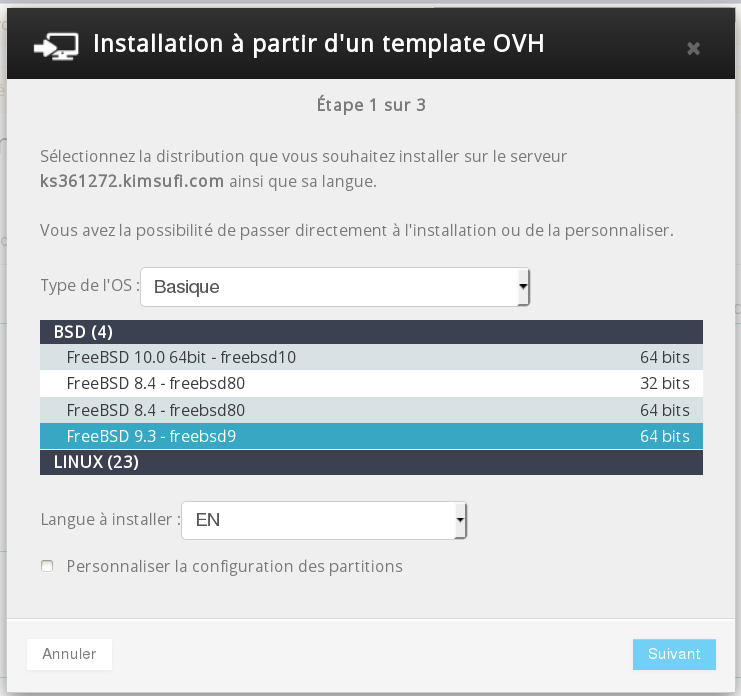 Installation à partir d'un template OVH
Étape 1 sur 3
Sélectionnez la distribution que vous souhaitez installer sur le serveur
ks361272.kimsufi.com ainsi que sa langue.
Vous avez la possibilité de passer directement à l'installation ou de la personnaliser.
Type de l'OS : Basique
BSD (4)
FreeBSD 10.0 64bit - freebsd10 64 bits
FreeBSD 8.4 - freebsd80 32 bits
FreeBSD 8.4 - freebsd80 64 bits
FreeBSD 9.3 - freebsd9 64 bits
LINUX (23)
Langue à installer : EN
Personnaliser la configuration des partitions
Annuler Suivant